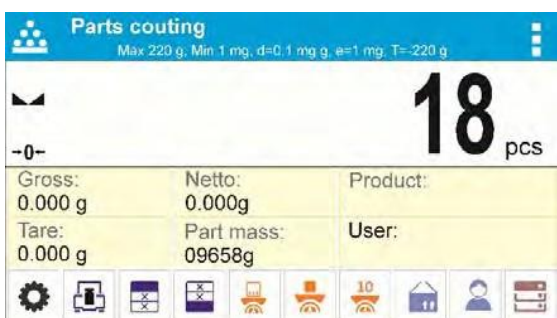 Parts couting
Max 220 g, Min 1 mg, d=0.1 mg g, e=1 mg, T=-220 g
18 pcs
→0←
Gross: Netto: Product:
0.000 g 0.000g
Tare: Part mass: User:
0.000 g 09658g
10